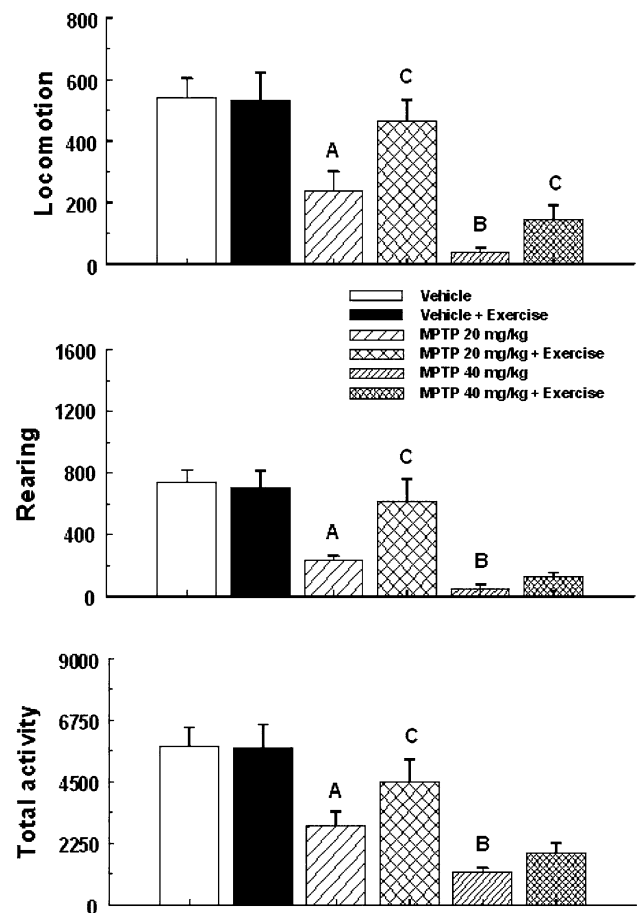 800
600
400
200
0
Locomotion
A
C
B
C
Vehicle
Vehicle + Exercise
MPTP 20 mg/kg
MPTP 20 mg/kg + Exercise
MPTP 40 mg/kg
MPTP 40 mg/kg + Exercise
1600
1200
800
400
0
Rearing
A
C
B
9000
6750
4500
2250
0
Total activity
A
C
B